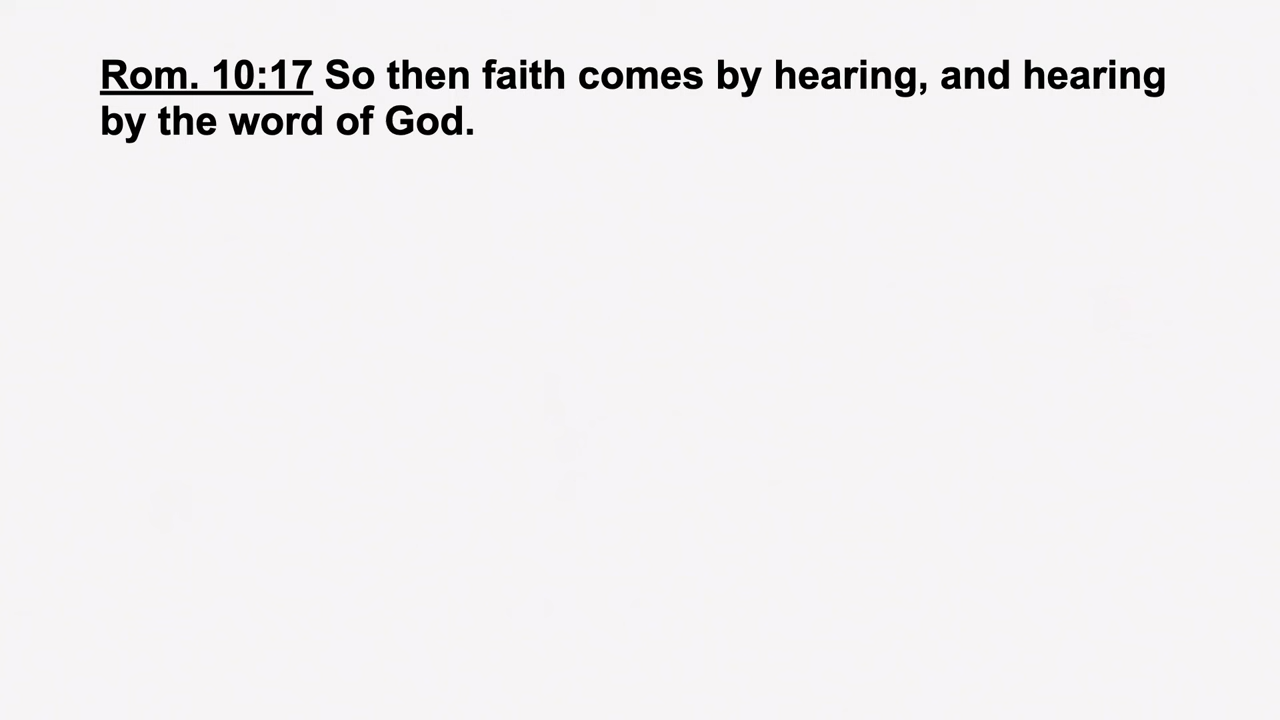 Rom. 10:17 So then faith comes by hearing, and hearing
by the word of God.